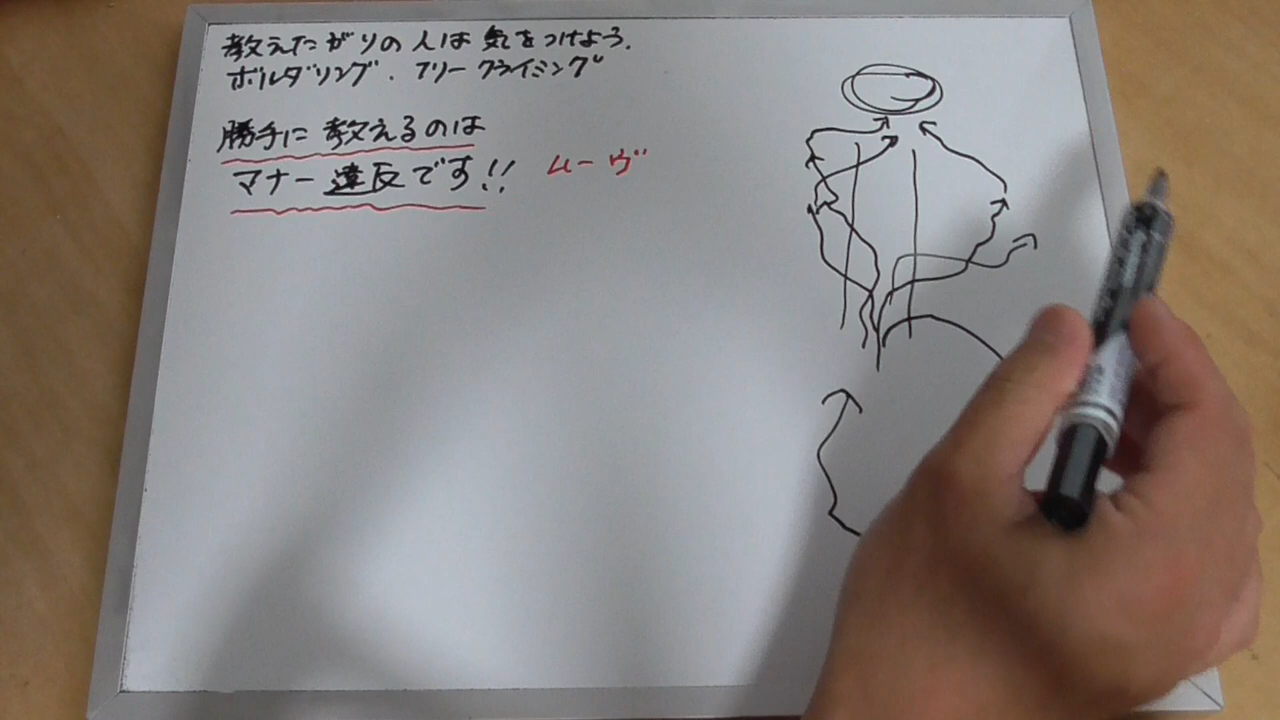 教えたがりの人は気をつけよう.
ボルダリング．フリークライミング
勝手に教えるのは
マナー違反です!! ムーヴ